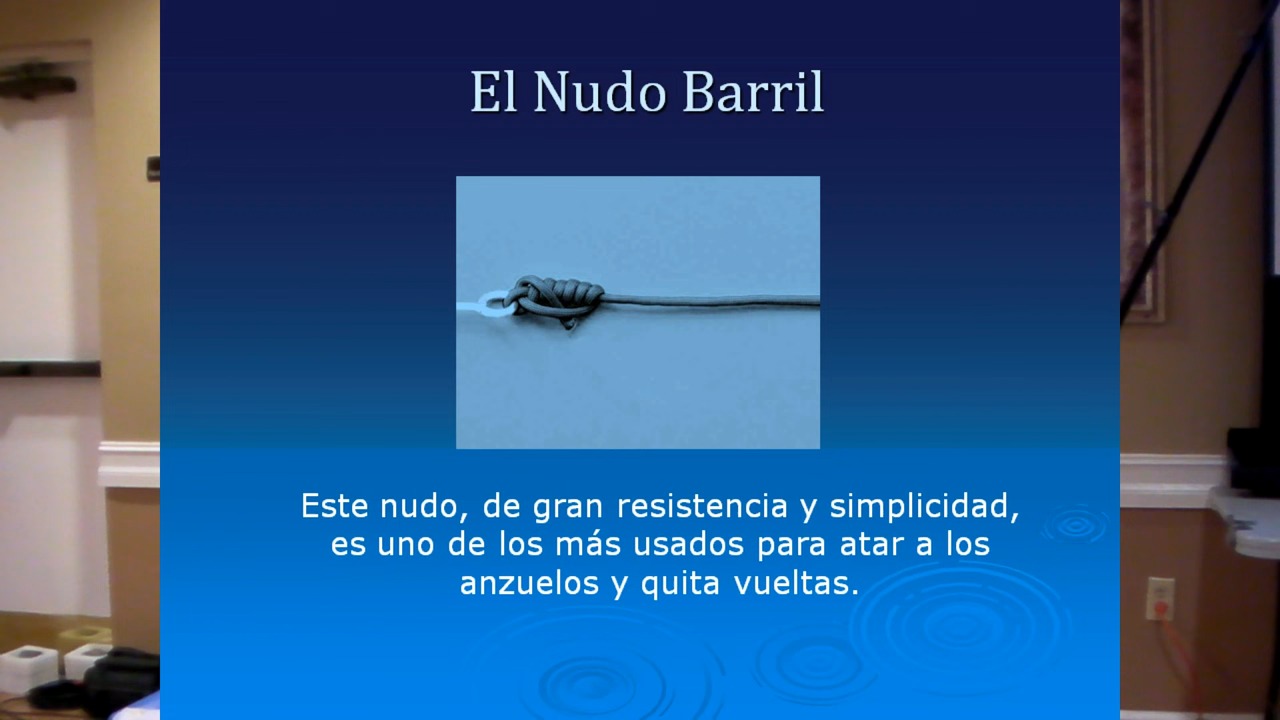 El Nudo Barril
Este nudo, de gran resistencia y simplicidad,
es uno de los más usados para atar a los
anzuelos y quita vueltas.